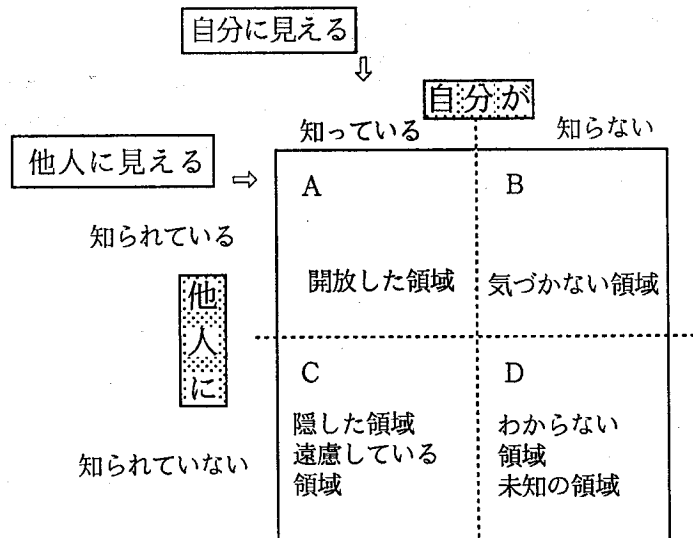 自分に見える
⇩
自分が
知っている
知らない
他人に見える
⇨
A
B
知られている
開放した領域
気づかない領域
他人に
C
D
隠した領域
遠慮している
領域
わからない
領域
未知の領域
知られていない